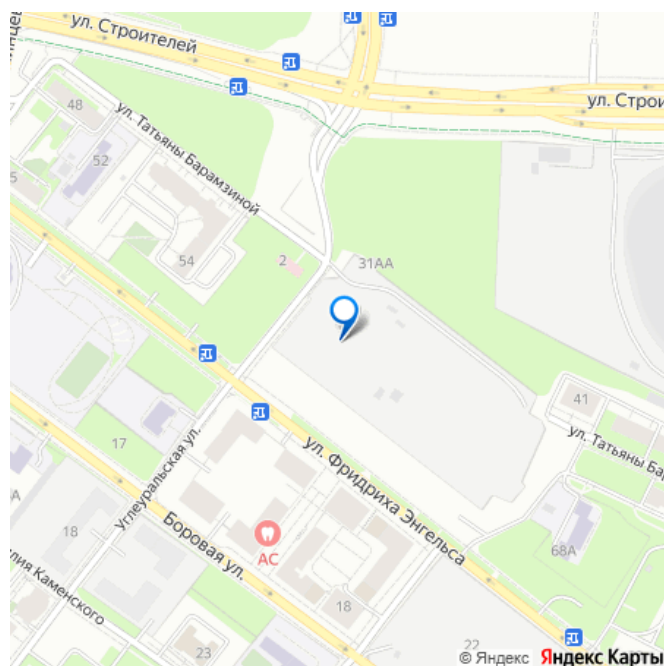 ул. Строителей
ул. Строи
48
ул. Татьяны Барамзиной
52
5
54
2
31АА
41
ул. Татьяны Бар
17
Углеуральская ул.
ул. Фридриха Энгельса
18
Боровая ул.
АС
68А
Каменского
18
23
22
© Яндекс Яндекс Карты